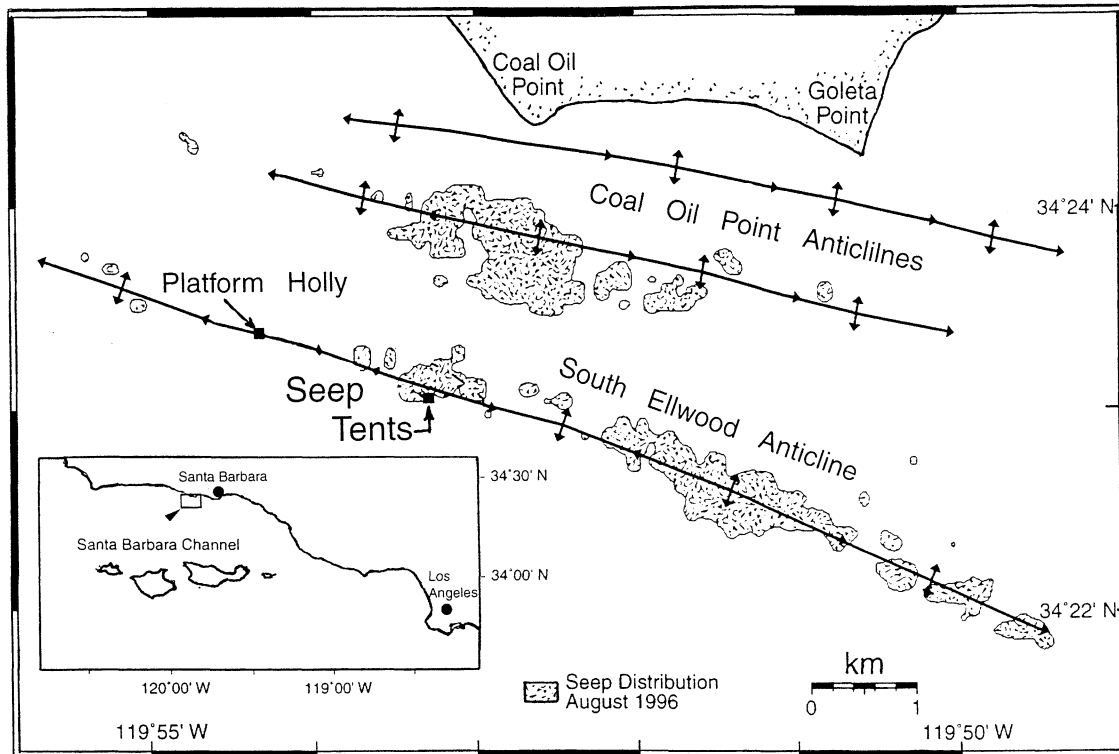 Coal Oil
Point
Goleta
Point
34°24' N
Coal Oil Point Anticlilnes
Platform Holly
Seep
Tents
South Ellwood Anticline
Santa Barbara
34°30' N
Santa Barbara Channel
Los
Angeles
34°00' N
120°00' W
119°00' W
34°22' N
km
0
1
Seep Distribution
August 1996
119°55' W
119°50' W